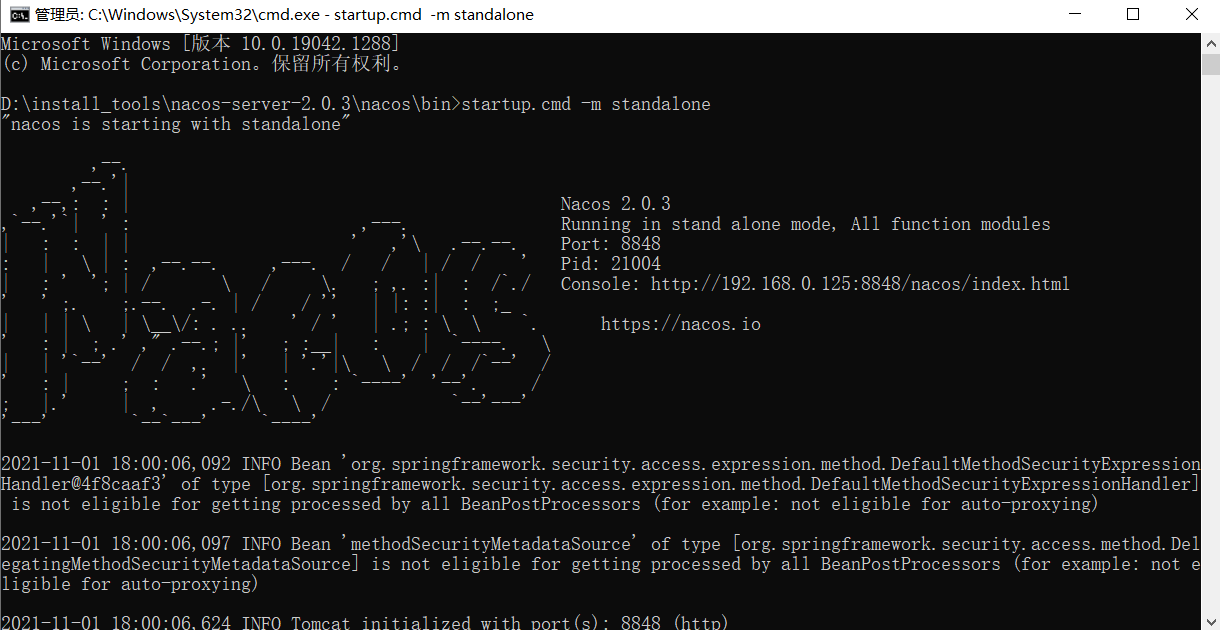 管理员: C:\Windows\System32\cmd.exe - startup.cmd  -m standalone
Microsoft Windows [版本 10.0.19042.1288]
(c) Microsoft Corporation。保留所有权利。
D:\install_tools\nacos-server-2.0.3\nacos\bin>startup.cmd -m standalone
"nacos is starting with standalone"
Nacos 2.0.3
Running in stand alone mode, All function modules
Port: 8848
Pid: 21004
Console: http://192.168.0.125:8848/nacos/index.html
https://nacos.io
2021-11-01 18:00:06,092 INFO Bean 'org.springframework.security.access.expression.method.DefaultMethodSecurityExpression
Handler@4f8caaf3' of type [org.springframework.security.access.expression.method.DefaultMethodSecurityExpressionHandler]
is not eligible for getting processed by all BeanPostProcessors (for example: not eligible for auto-proxying)
2021-11-01 18:00:06,097 INFO Bean 'methodSecurityMetadataSource' of type [org.springframework.security.access.method.Del
egatingMethodSecurityMetadataSource] is not eligible for getting processed by all BeanPostProcessors (for example: not e
ligible for auto-proxying)
2021-11-01 18:00:06,624 INFO Tomcat initialized with port(s): 8848 (http)